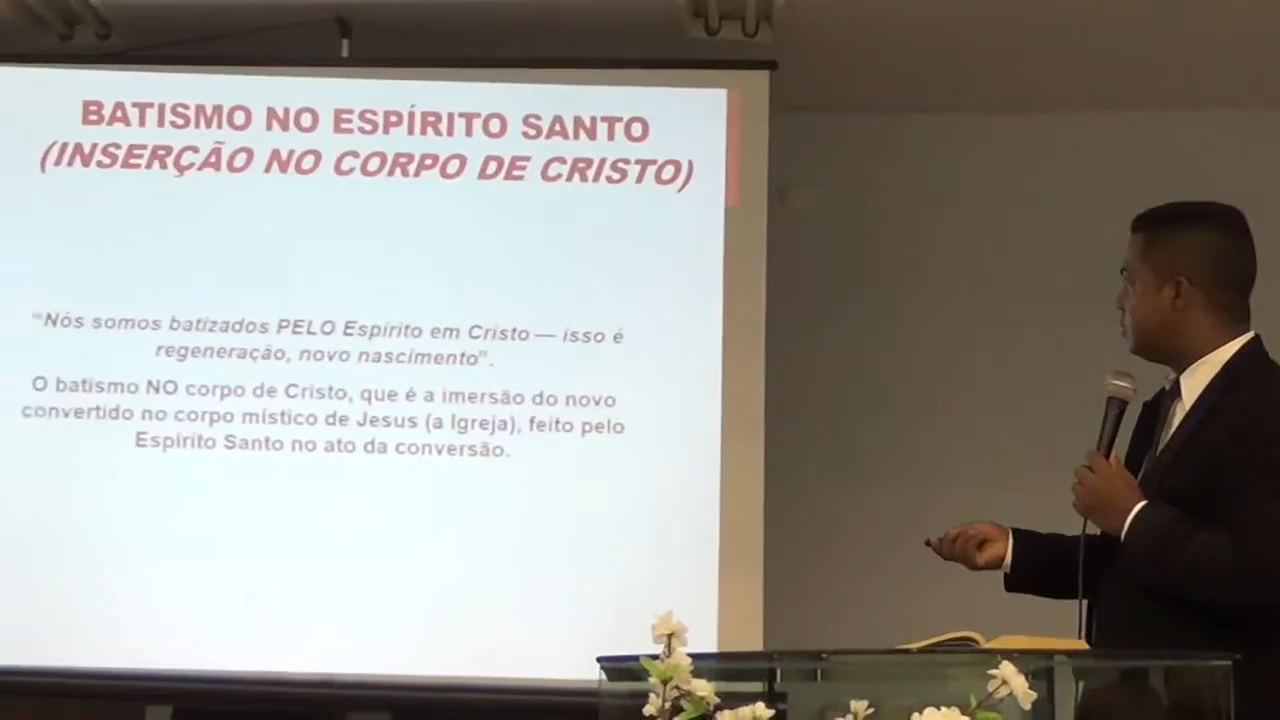 BATISMO NO ESPÍRITO SANTO
(INSERÇÃO NO CORPO DE CRISTO)
"Nós somos batizados PELO Espírito em Cristo — isso é
regeneração, novo nascimento".
O batismo NO corpo de Cristo, que é a imersão do novo
convertido no corpo místico de Jesus (a Igreja), feito pelo
Espírito Santo no ato da conversão.